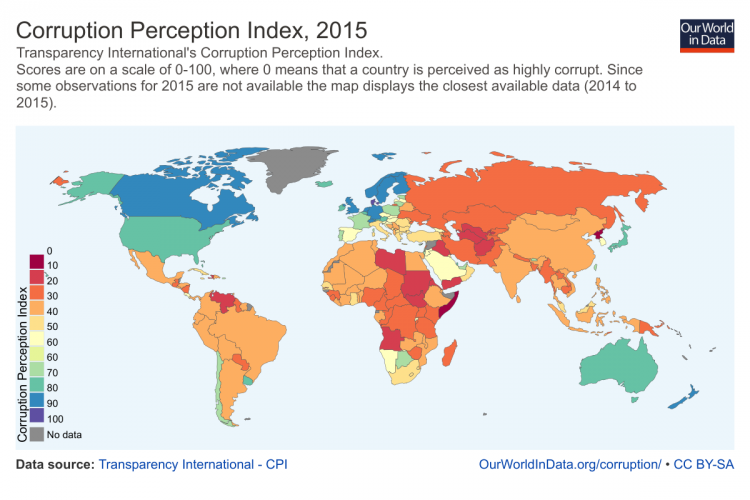 Corruption Perception Index, 2015
Our World
in Data
Transparency International's Corruption Perception Index.
Scores are on a scale of 0-100, where 0 means that a country is perceived as highly corrupt. Since
some observations for 2015 are not available the map displays the closest available data (2014 to
2015).
Corruption Perception Index
0
10
20
30
40
50
60
60
70
80
90
100
No data
Data source: Transparency International - CPI
OurWorldInData.org/corruption/ • CC BY-SA